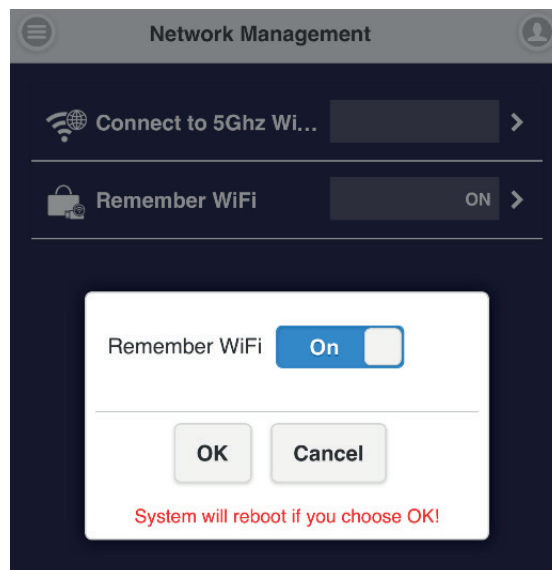 Network Management
Connect to 5Ghz Wi...
Remember WiFi ON
Remember WiFi On
OK Cancel
System will reboot if you choose OK!